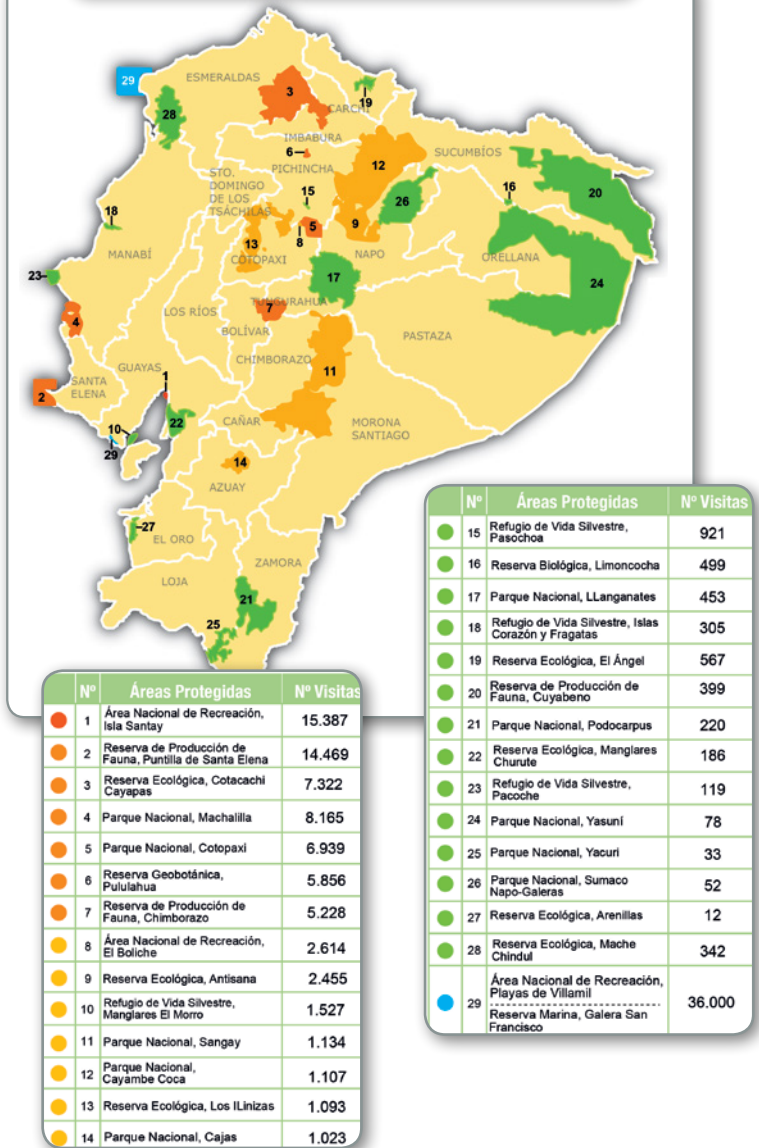 29
ESMERALDAS
28
3
CARCHI
19
IMBABURA
6
PICHINCHA
12
SUCUMBÍOS
STO.
DOMINGO
DE LOS
TSÁCHILAS
15
16
20
26
18
5
8
9
13
MANABÍ
COTOPAXI
NAPO
ORELLANA
23
17
24
LOS RÍOS
TUNGURAHUA
7
4
BOLÍVAR
PASTAZA
GUAYAS
CHIMBORAZO
11
1
SANTA
ELENA
2
22
CAÑAR
10
MORONA
SANTIAGO
29
14
AZUAY
27
EL ORO
ZAMORA
LOJA
21
25
Nº Áreas Protegidas Nº Visitas
1 Área Nacional de Recreación,
Isla Santay 15.387
2 Reserva de Producción de
Fauna, Puntilla de Santa Elena 14.469
3 Reserva Ecológica, Cotacachi
Cayapas 7.322
4 Parque Nacional, Machalilla 8.165
5 Parque Nacional, Cotopaxi 6.939
6 Reserva Geobotánica,
Pululahua 5.856
7 Reserva de Producción de
Fauna, Chimborazo 5.228
8 Área Nacional de Recreación,
El Boliche 2.614
9 Reserva Ecológica, Antisana 2.455
10 Refugio de Vida Silvestre,
Manglares El Morro 1.527
11 Parque Nacional, Sangay 1.134
12 Parque Nacional,
Cayambe Coca 1.107
13 Reserva Ecológica, Los ILinizas 1.093
14 Parque Nacional, Cajas 1.023
Nº Áreas Protegidas Nº Visitas
15 Refugio de Vida Silvestre,
Pasochoa 921
16 Reserva Biológica, Limoncocha 499
17 Parque Nacional, LLanganates 453
18 Refugio de Vida Silvestre, Islas
Corazón y Fragatas 305
19 Reserva Ecológica, El Ángel 567
20 Reserva de Producción de
Fauna, Cuyabeno 399
21 Parque Nacional, Podocarpus 220
22 Reserva Ecológica, Manglares
Churute 186
23 Refugio de Vida Silvestre,
Pacoche 119
24 Parque Nacional, Yasuní 78
25 Parque Nacional, Yacuri 33
26 Parque Nacional, Sumaco
Napo-Galeras 52
27 Reserva Ecológica, Arenillas 12
28 Reserva Ecológica, Mache
Chindul 342
29 Área Nacional de Recreación,
Playas de Villamil
36.000
Reserva Marina, Galera San
Francisco